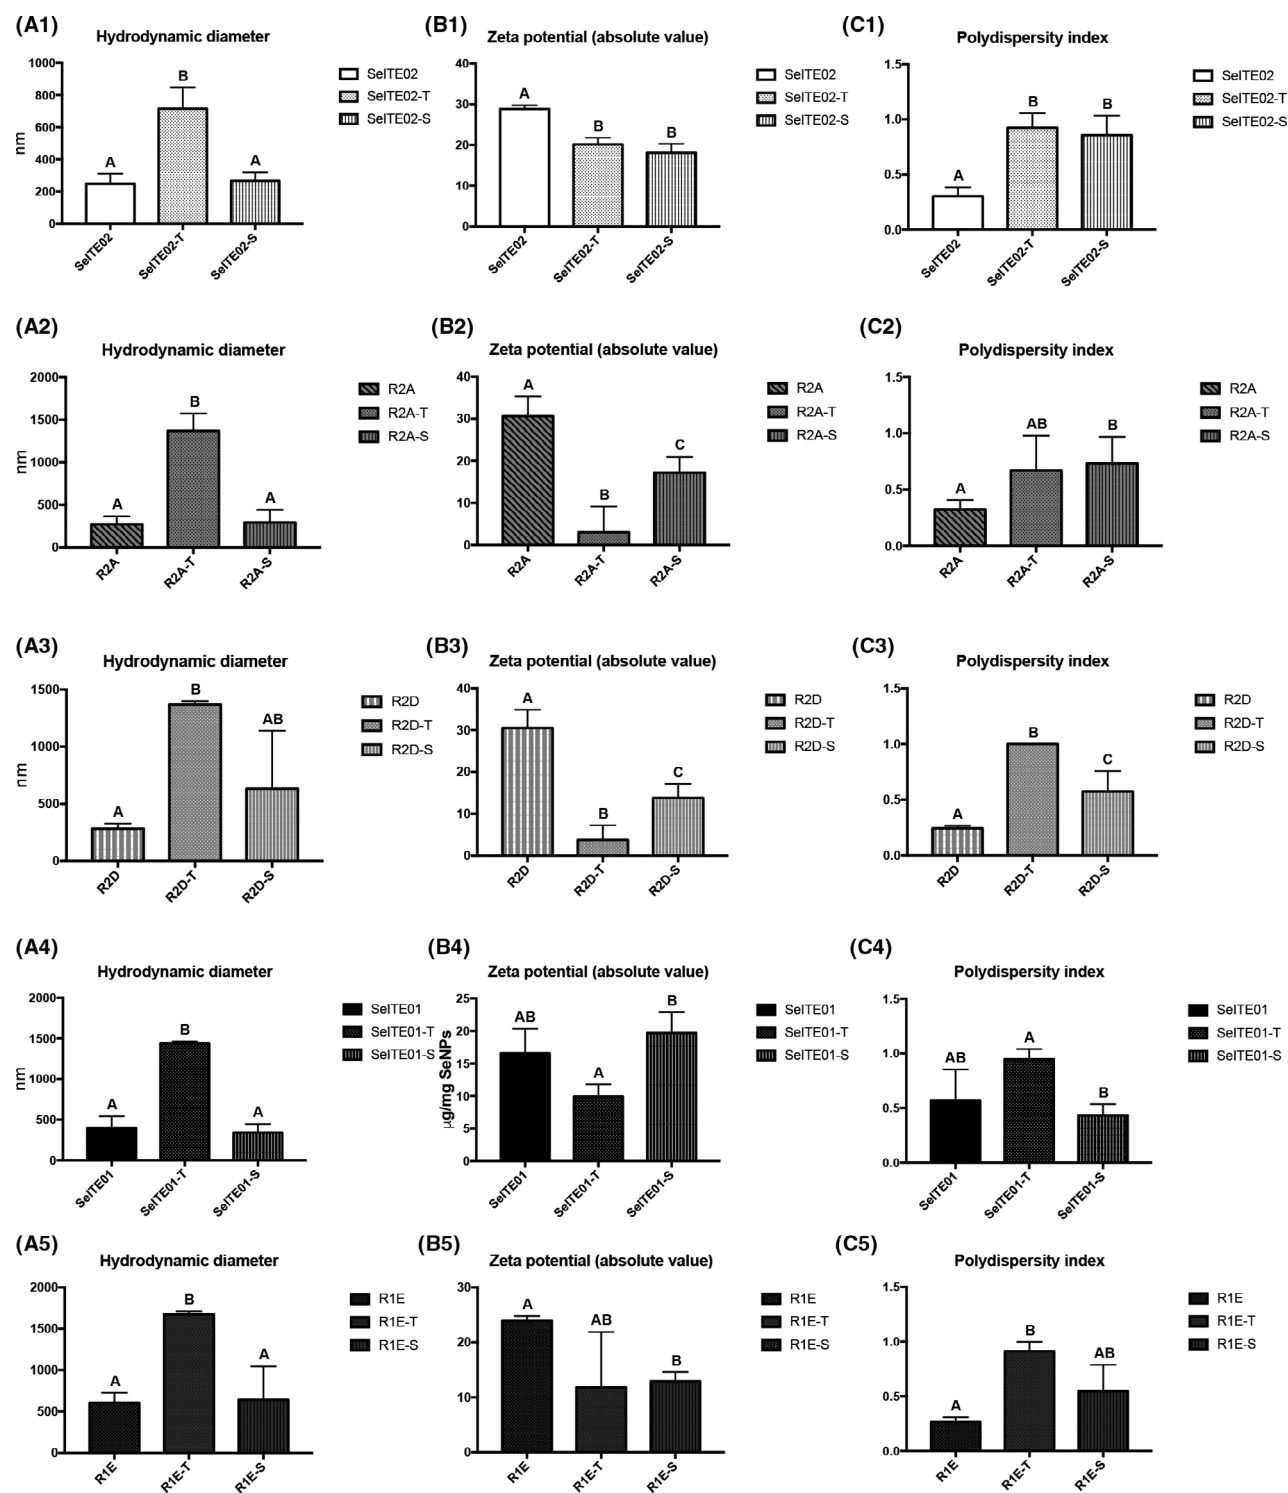 (A1)
Hydrodynamic diameter
1000
800
600
400
200
0
nm
A
B
A
SelTE02
SelTE02-T
SelTE02-S
SelTE02
SelTE02-T
SelTE02-S
(B1)
Zeta potential (absolute value)
40
30
20
10
0
A
B
B
SelTE02
SelTE02-T
SelTE02-S
SelTE02
SelTE02-T
SelTE02-S
(C1)
Polydispersity index
1.5
1.0
0.5
0.0
A
B
B
SelTE02
SelTE02-T
SelTE02-S
SelTE02
SelTE02-T
SelTE02-S
(A2)
Hydrodynamic diameter
2000
1500
1000
500
0
nm
A
B
A
R2A
R2A-T
R2A-S
R2A
R2A-T
R2A-S
(B2)
Zeta potential (absolute value)
40
30
20
10
0
A
B
C
R2A
R2A-T
R2A-S
R2A
R2A-T
R2A-S
(C2)
Polydispersity index
1.5
1.0
0.5
0.0
A
AB
B
R2A
R2A-T
R2A-S
R2A
R2A-T
R2A-S
(A3)
Hydrodynamic diameter
1500
1000
500
0
nm
A
B
AB
R2D
R2D-T
R2D-S
R2D
R2D-T
R2D-S
(B3)
Zeta potential (absolute value)
40
30
20
10
0
A
B
C
R2D
R2D-T
R2D-S
R2D
R2D-T
R2D-S
(C3)
Polydispersity index
1.5
1.0
0.5
0.0
A
B
C
R2D
R2D-T
R2D-S
R2D
R2D-T
R2D-S
(A4)
Hydrodynamic diameter
2000
1500
1000
500
0
nm
A
B
A
SelTE01
SelTE01-T
SelTE01-S
SelTE01
SelTE01-T
SelTE01-S
(B4)
Zeta potential (absolute value)
25
20
15
10
5
0
µg/mg SeNPs
AB
A
B
SelTE01
SelTE01-T
SelTE01-S
(C4)
Polydispersity index
1.5
1.0
0.5
0.0
AB
A
B
SelTE01
SelTE01-T
SelTE01-S
SelTE01
SelTE01-T
SelTE01-S
SelTE01
SelTE01-T
SelTE01-S
(A5)
Hydrodynamic diameter
2000
1500
1000
500
0
nm
A
B
A
R1E
R1E-T
R1E-S
R1E
R1E-T
R1E-S
(B5)
Zeta potential (absolute value)
30
20
10
0
A
AB
B
R1E
R1E-T
R1E-S
R1E
R1E-T
R1E-S
(C5)
Polydispersity index
1.5
1.0
0.5
0.0
A
B
AB
R1E
R1E-T
R1E-S
R1E
R1E-T
R1E-S